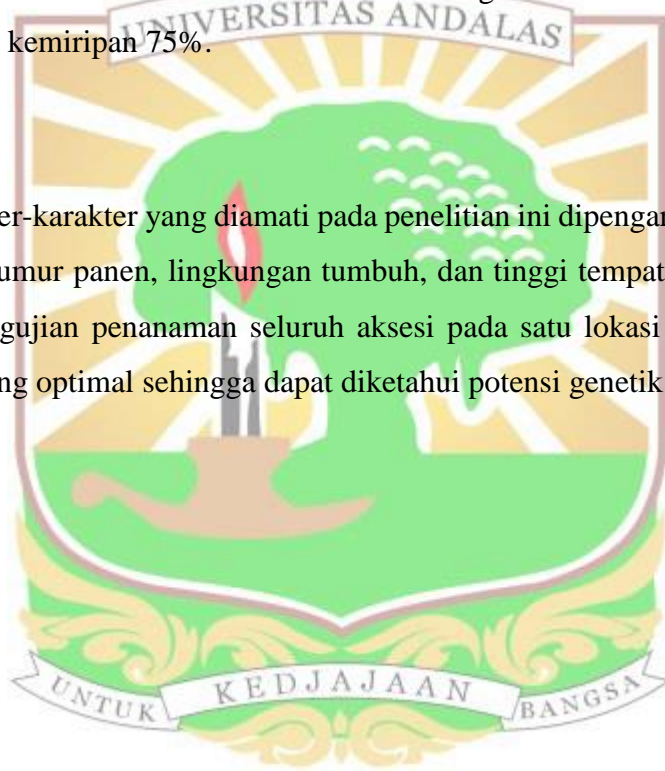 UNIVERSITAS ANDALAS
kemiripan 75%.
er-karakter yang diamati pada penelitian ini dipengar
umur panen, lingkungan tumbuh, dan tinggi tempat
gujian penanaman seluruh aksesi pada satu lokasi
ng optimal sehingga dapat diketahui potensi genetik
UNTUK KEDJAJAAN BANGSA